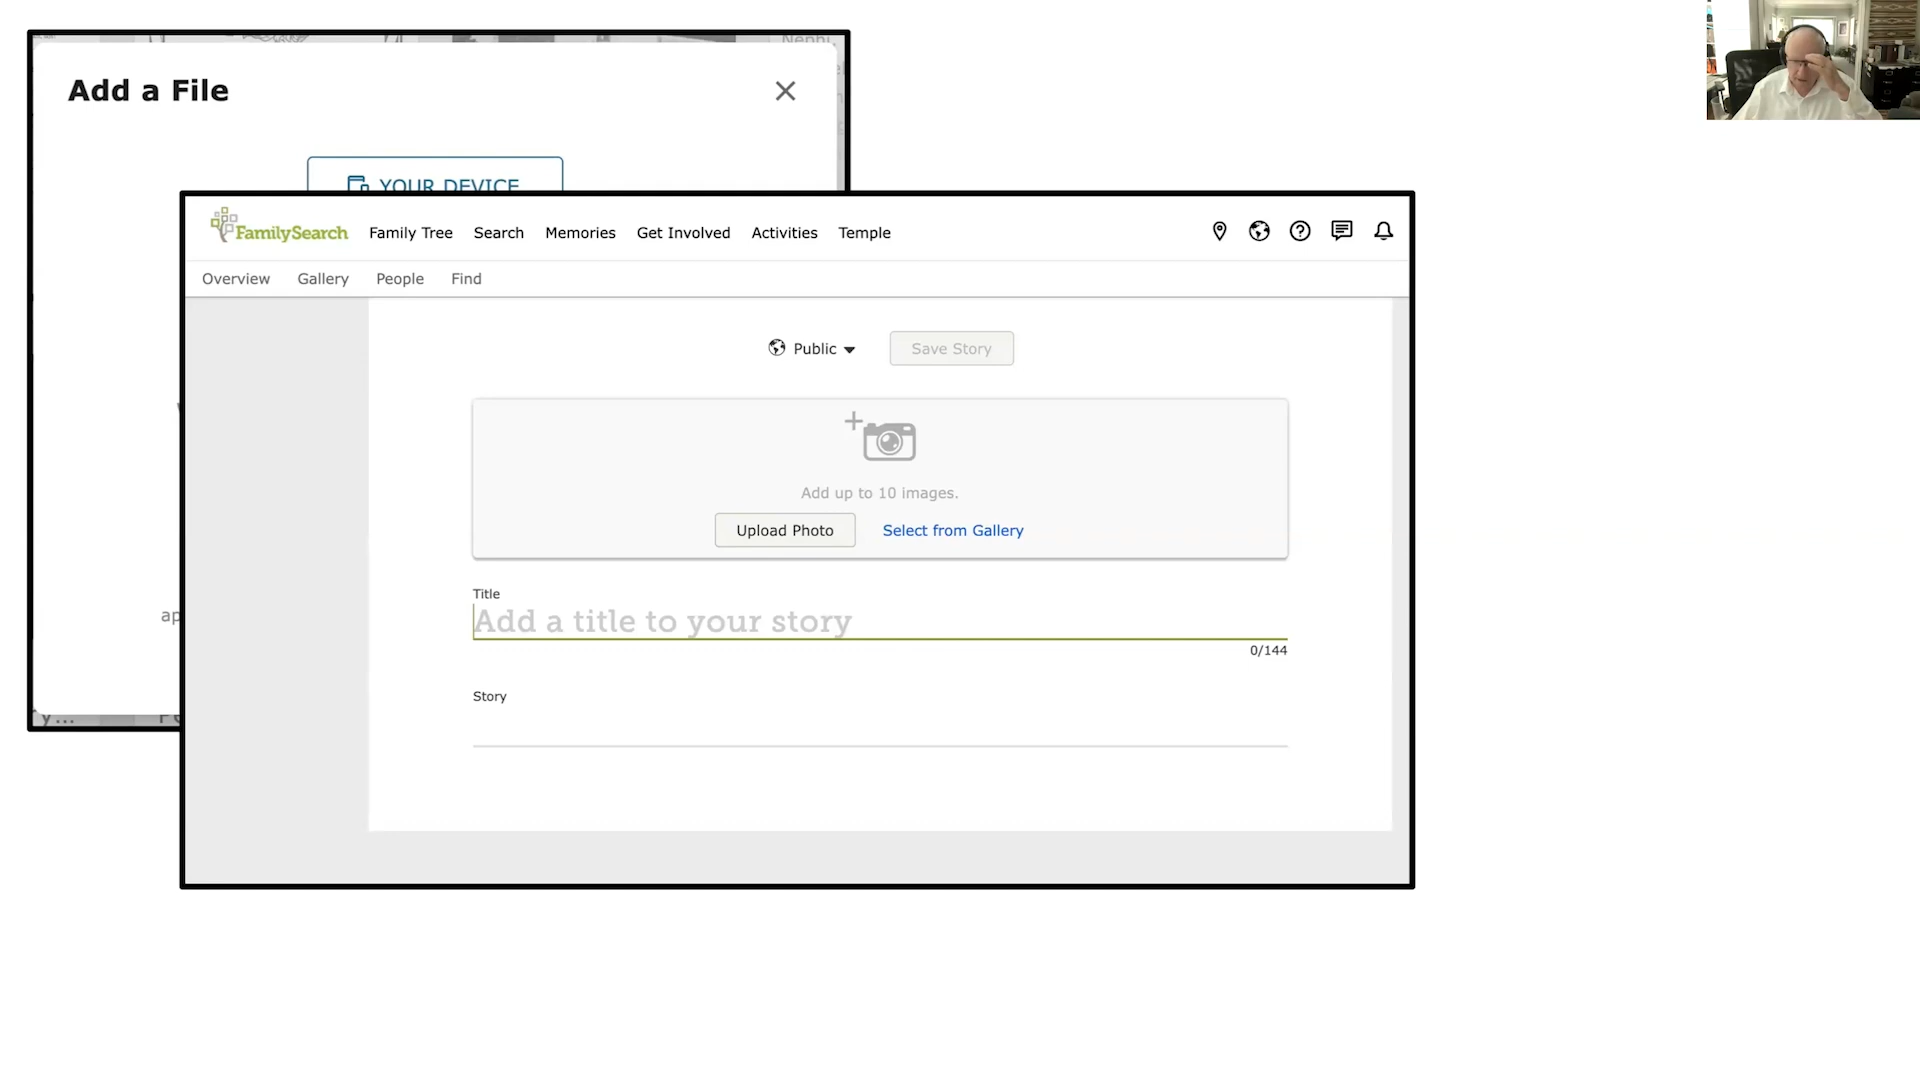 Add a File
YOUR DEVICE
FamilySearch Family Tree Search Memories Get Involved Activities Temple
Overview Gallery People Find
Public Save Story
Add up to 10 images.
Upload Photo Select from Gallery
Title
Add a title to your story
0/144
Story
ap